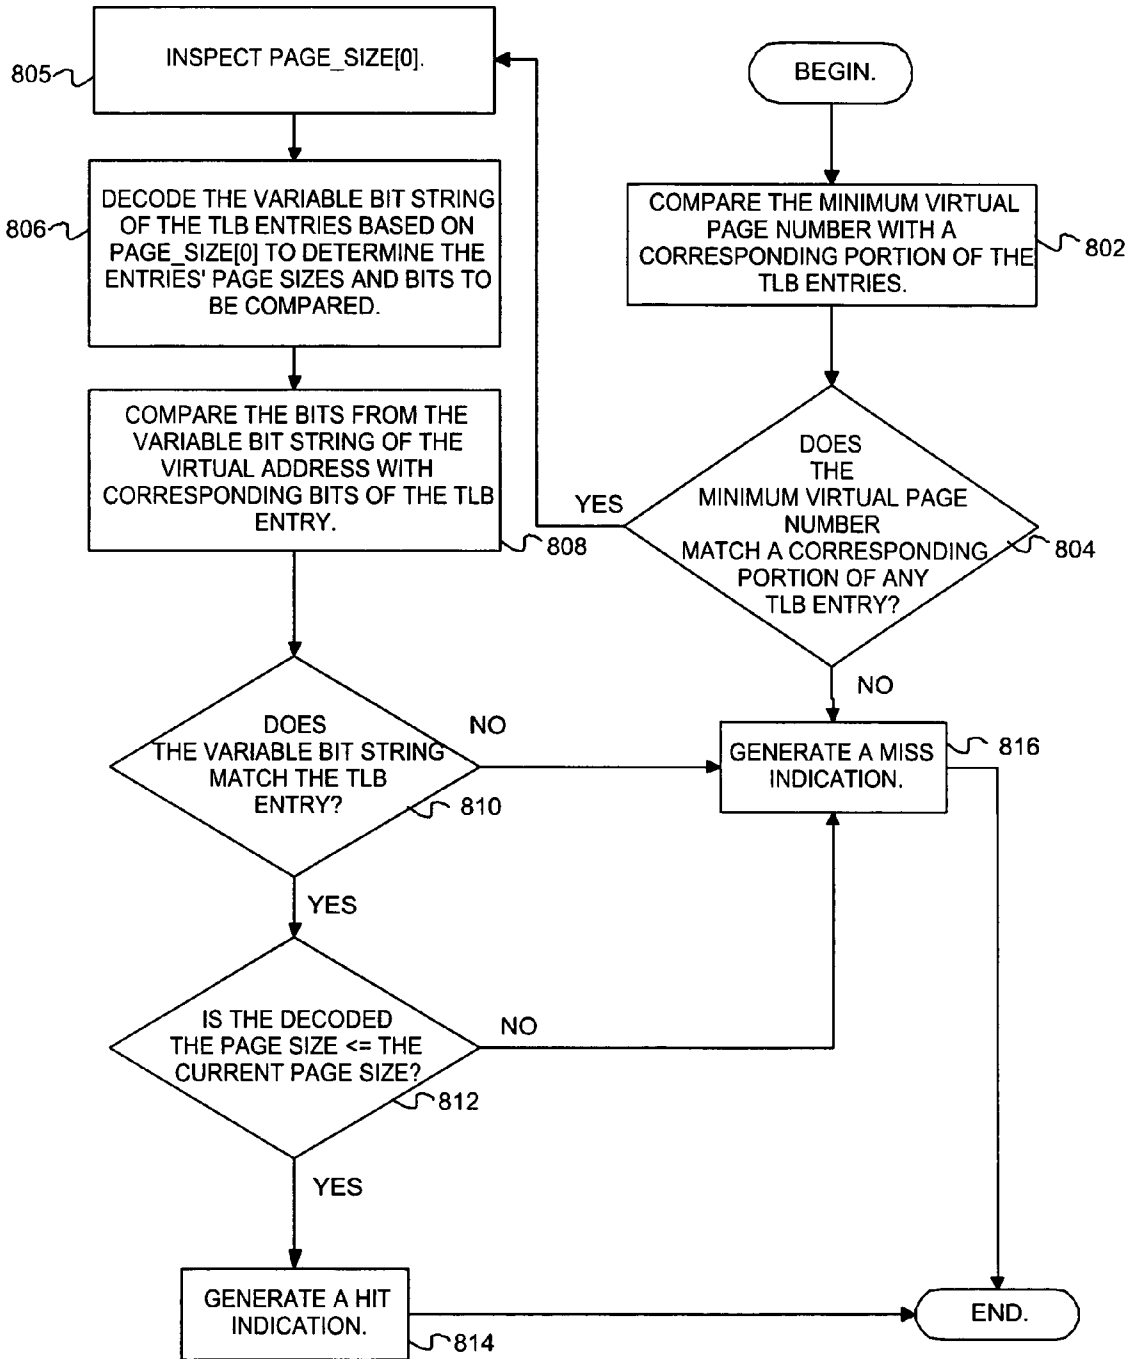 BEGIN.
COMPARE THE MINIMUM VIRTUAL
PAGE NUMBER WITH A
CORRESPONDING PORTION OF THE
TLB ENTRIES.
802
DOES
THE
MINIMUM VIRTUAL PAGE
NUMBER
MATCH A CORRESPONDING
PORTION OF ANY
TLB ENTRY?
804
YES
NO
INSPECT PAGE_SIZE[0].
805
DECODE THE VARIABLE BIT STRING
OF THE TLB ENTRIES BASED ON
PAGE_SIZE[0] TO DETERMINE THE
ENTRIES' PAGE SIZES AND BITS TO
BE COMPARED.
806
COMPARE THE BITS FROM THE
VARIABLE BIT STRING OF THE
VIRTUAL ADDRESS WITH
CORRESPONDING BITS OF THE TLB
ENTRY.
808
DOES
THE VARIABLE BIT STRING
MATCH THE TLB
ENTRY?
810
NO
YES
GENERATE A MISS
INDICATION.
816
IS THE DECODED
THE PAGE SIZE <= THE
CURRENT PAGE SIZE?
812
NO
YES
GENERATE A HIT
INDICATION.
814
END.